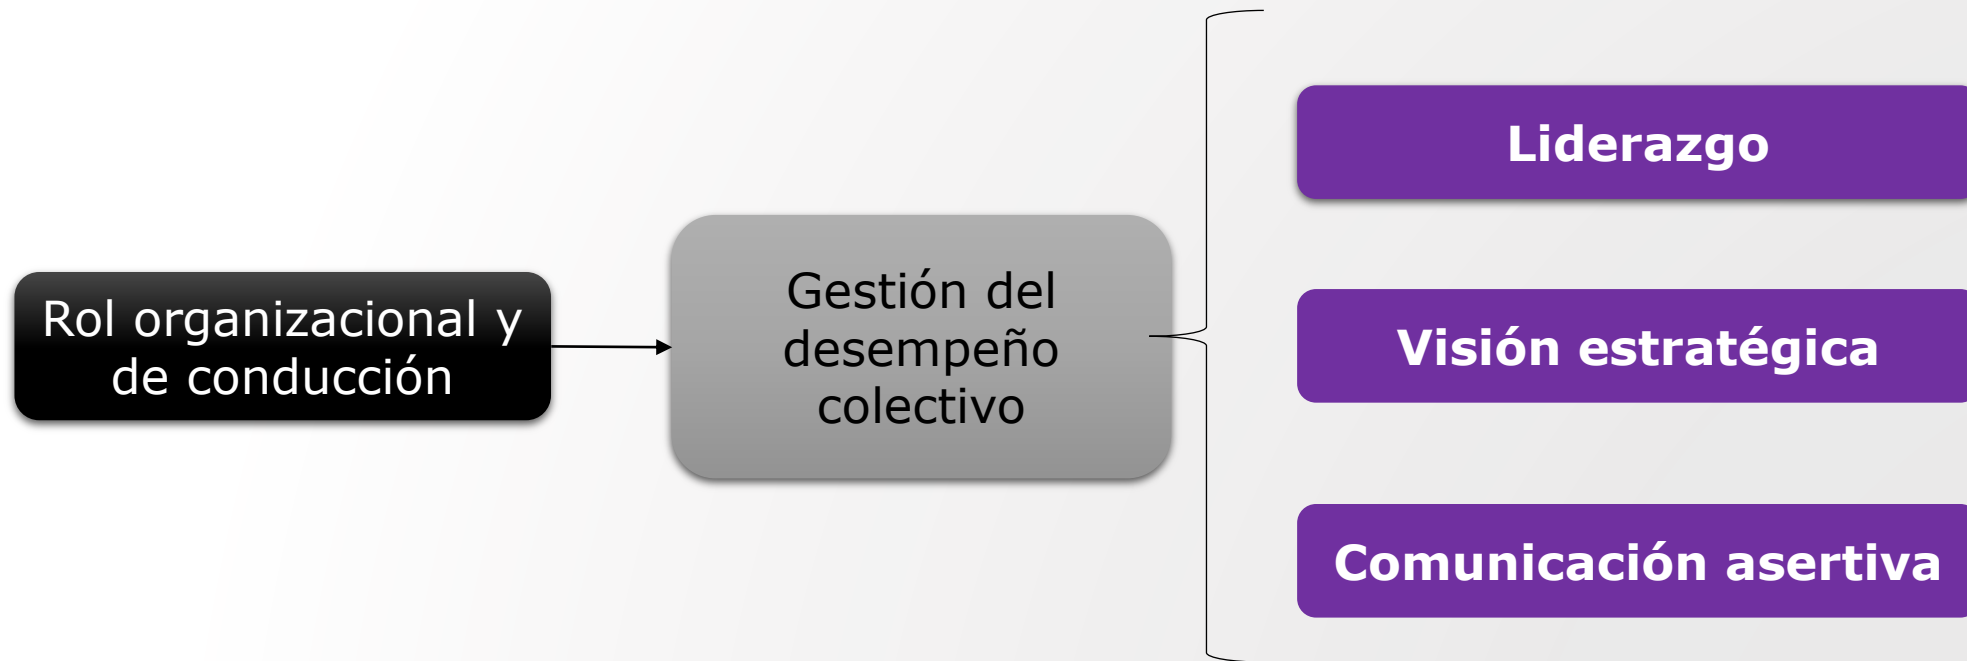 Rol organizacional y
de conducción
Gestión del
desempeño
colectivo
Liderazgo
Visión estratégica
Comunicación asertiva